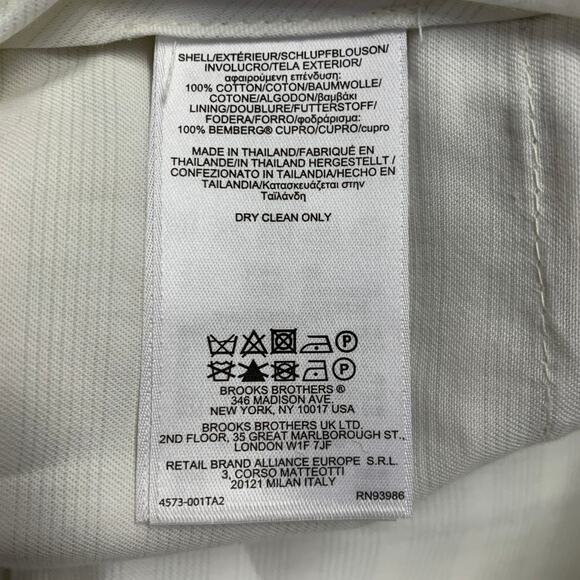 SHELL/EXTÉRIEUR/SCHLUPFBLOUSON/
INVOLUCRO/TELA EXTERIOR/
αφαιρούμενη επένδυση:
100% COTTON/COTON/BAUMWOLLE/
COTONE/ALGODON/βαμβάκι
LINING/DOUBLURE/FUTTERSTOFF/
FODERA/FORRO/φοδράρισμα:
100% BEMBERG® CUPRO/CUPRO/cupro
MADE IN THAILAND/FABRIQUÉ EN
THAILANDE/IN THAILAND HERGESTELLT /
CONFEZIONATO IN TAILANDIA/HECHO EN
TAILANDIA/Κατασκευάζεται στην
Ταϊλάνδη
DRY CLEAN ONLY
P
P
BROOKS BROTHERS ®
346 MADISON AVE.
NEW YORK, NY 10017 USA
BROOKS BROTHERS UK LTD.
2ND FLOOR, 35 GREAT MARLBOROUGH ST.,
LONDON W1F 7JF
RETAIL BRAND ALLIANCE EUROPE S.R.L.
3, CORSO MATTEOTTI
20121 MILAN ITALY
4573-001TA2 RN93986